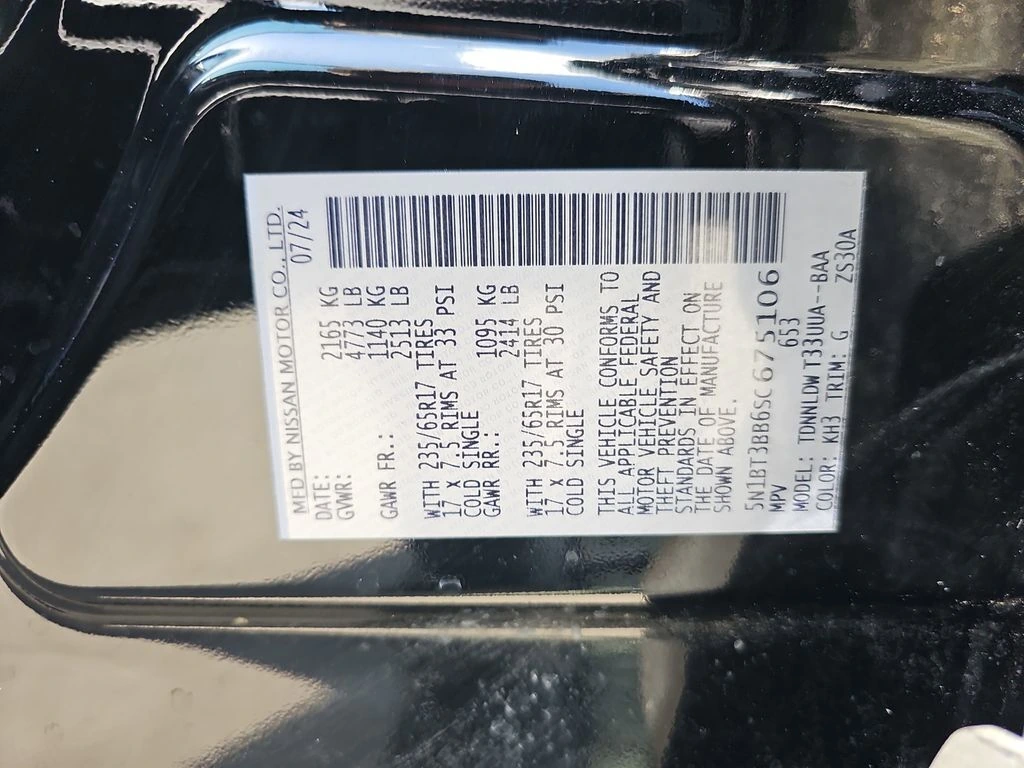 MFD BY NISSAN MOTOR CO., LTD.
DATE: 07/24
GVWR: 2165 KG
4773 LB
GAWR FR.: 1140 KG
2513 LB
WITH 235/65R17 TIRES
17 x 7.5 RIMS AT 33 PSI
COLD SINGLE
GAWR RR.: 1095 KG
2414 LB
WITH 235/65R17 TIRES
17 x 7.5 RIMS AT 30 PSI
COLD SINGLE
THIS VEHICLE CONFORMS TO
ALL APPLICABLE FEDERAL
MOTOR VEHICLE SAFETY AND
THEFT PREVENTION
STANDARDS IN EFFECT ON
THE DATE OF MANUFACTURE
SHOWN ABOVE.
5N1BT3BB6SC675106
MPV 653
MODEL: TDNNLDWT33UUA--BAA
COLOR: KH3 TRIM: G ZS30A